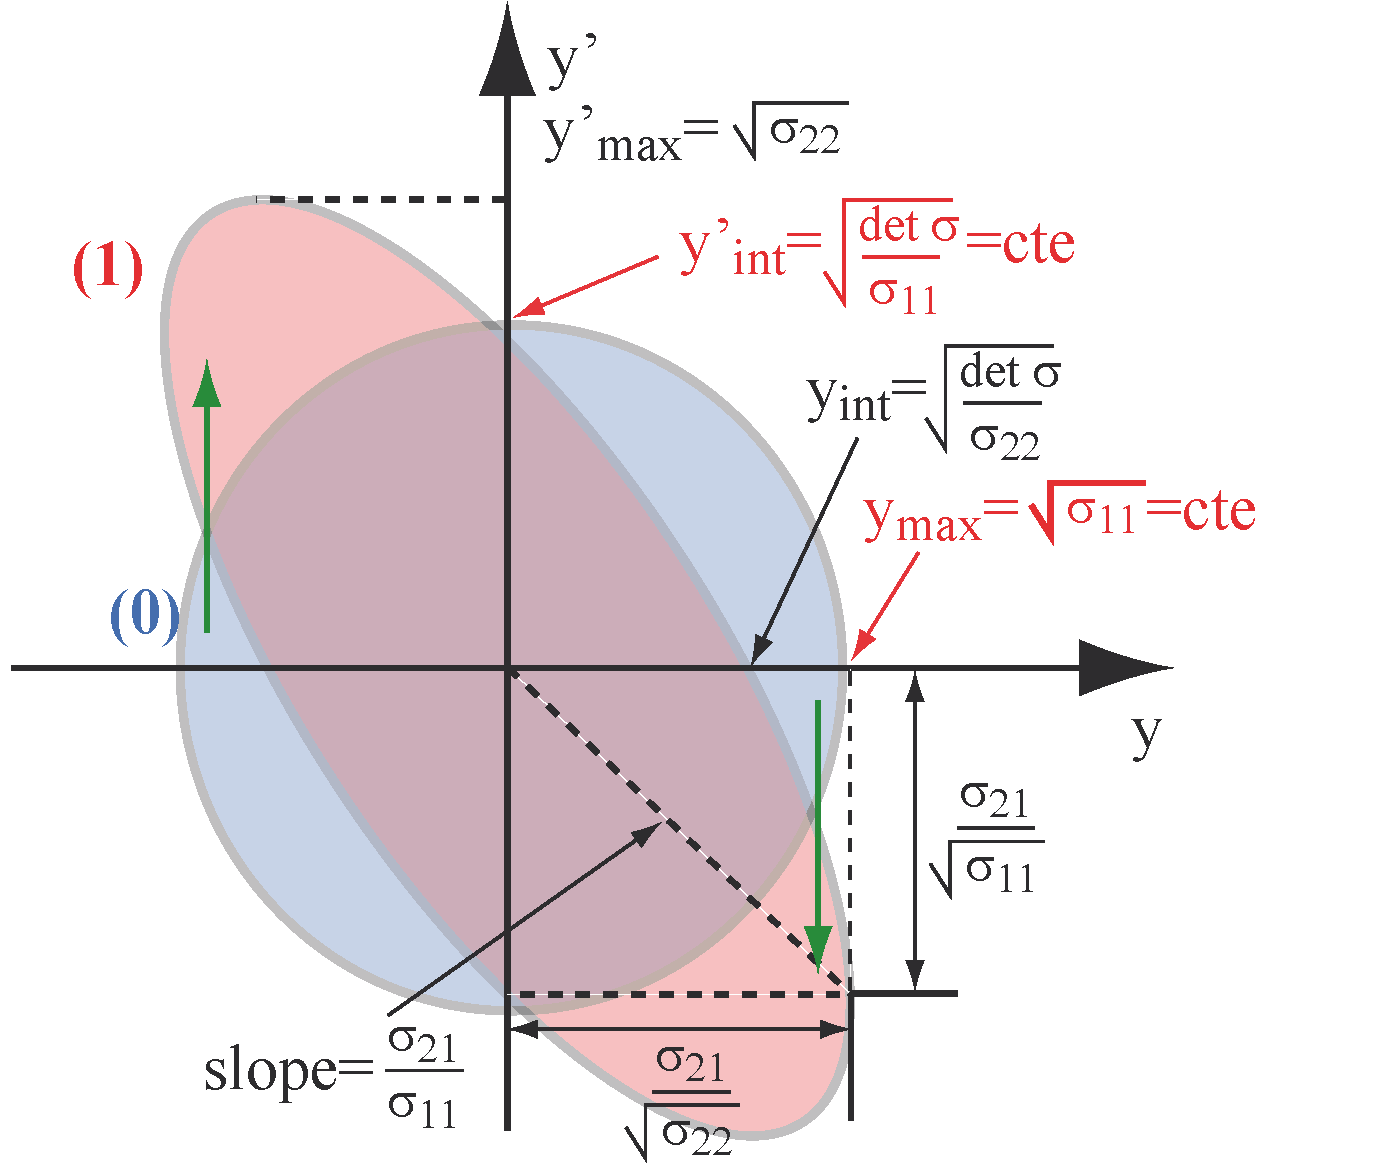 y’
y’max=√σ22
(1)
y’int=√(det σ/σ11)=cte
yint=√(det σ/σ22)
ymax=√σ11=cte
(0)
y
σ21/√σ11
slope=σ21/σ11
σ21/√σ22